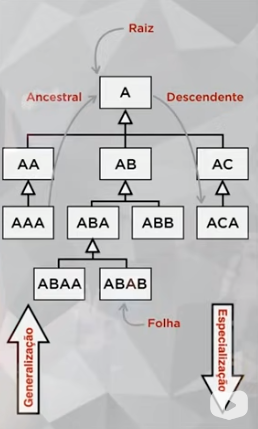 Raiz
A
Ancestral
Descendente
AA
AB
AC
AAA
ABA
ABB
ACA
ABAA
ABAB
Folha
Generalização
Especialização